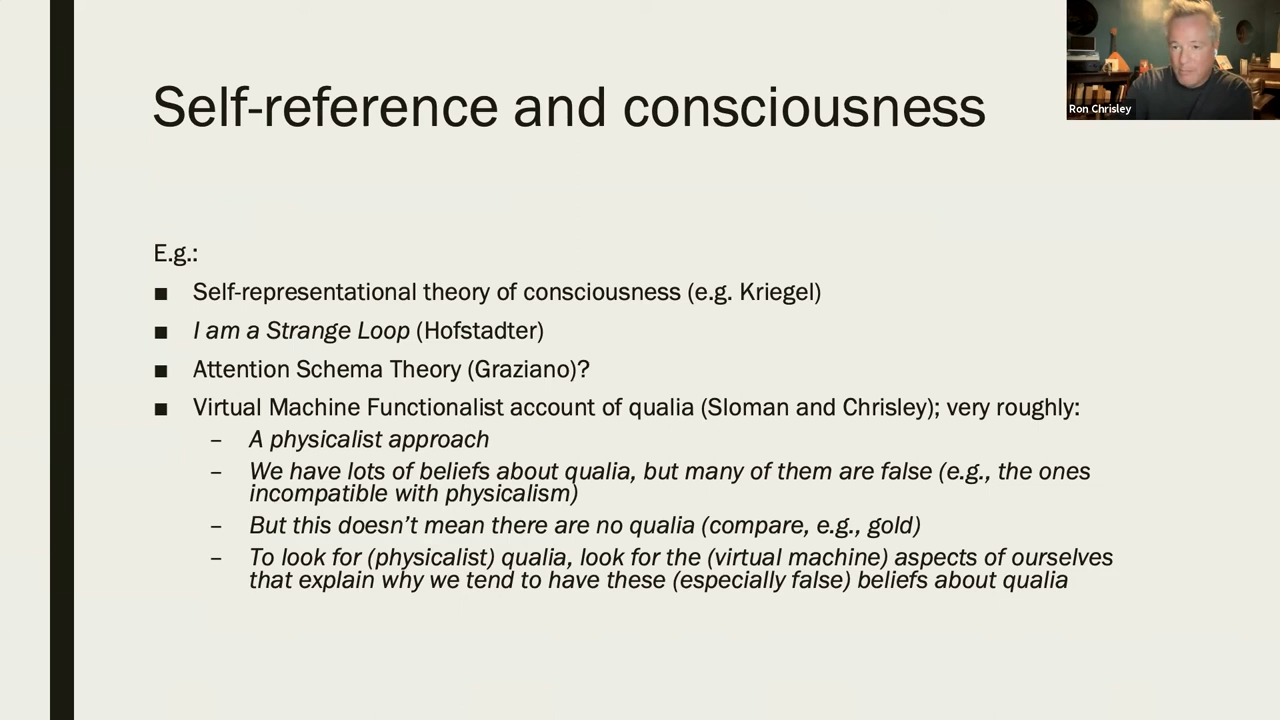 Self-reference and consciousness
Ron Chrisley
E.g.:
■ Self-representational theory of consciousness (e.g. Kriegel)
■ I am a Strange Loop (Hofstadter)
■ Attention Schema Theory (Graziano)?
■ Virtual Machine Functionalist account of qualia (Sloman and Chrisley); very roughly:
– A physicalist approach
– We have lots of beliefs about qualia, but many of them are false (e.g., the ones
incompatible with physicalism)
– But this doesn’t mean there are no qualia (compare, e.g., gold)
– To look for (physicalist) qualia, look for the (virtual machine) aspects of ourselves
that explain why we tend to have these (especially false) beliefs about qualia